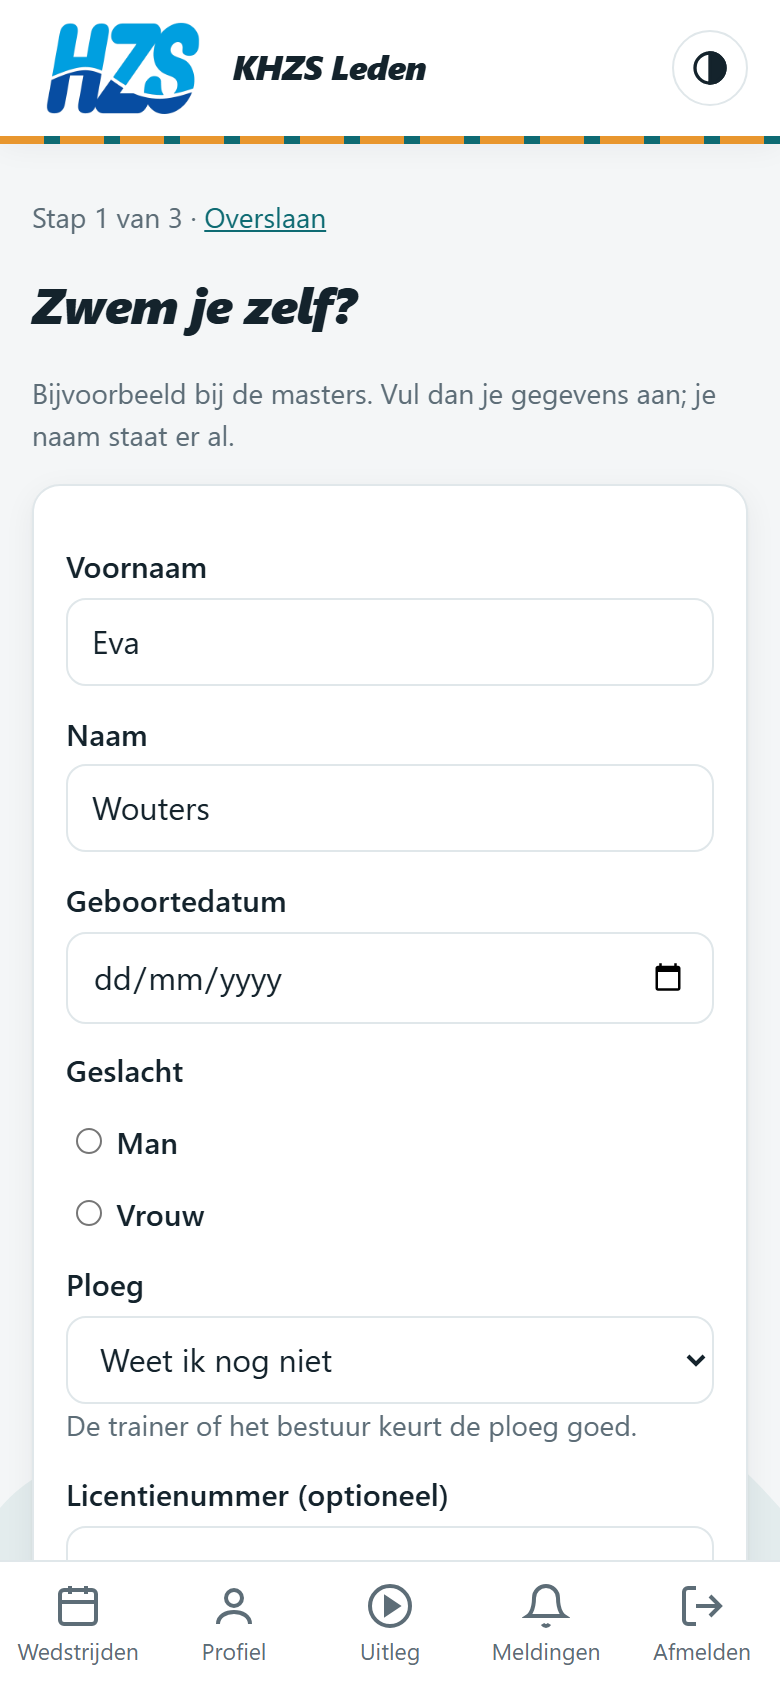 HZS KHZS Leden
Stap 1 van 3 · Overslaan
Zwem je zelf?
Bijvoorbeeld bij de masters. Vul dan je gegevens aan; je
naam staat er al.
Voornaam
Eva
Naam
Wouters
Geboortedatum
dd/mm/yyyy
Geslacht
Man
Vrouw
Ploeg
Weet ik nog niet
De trainer of het bestuur keurt de ploeg goed.
Licentienummer (optioneel)
Wedstrijden Profiel Uitleg Meldingen Afmelden